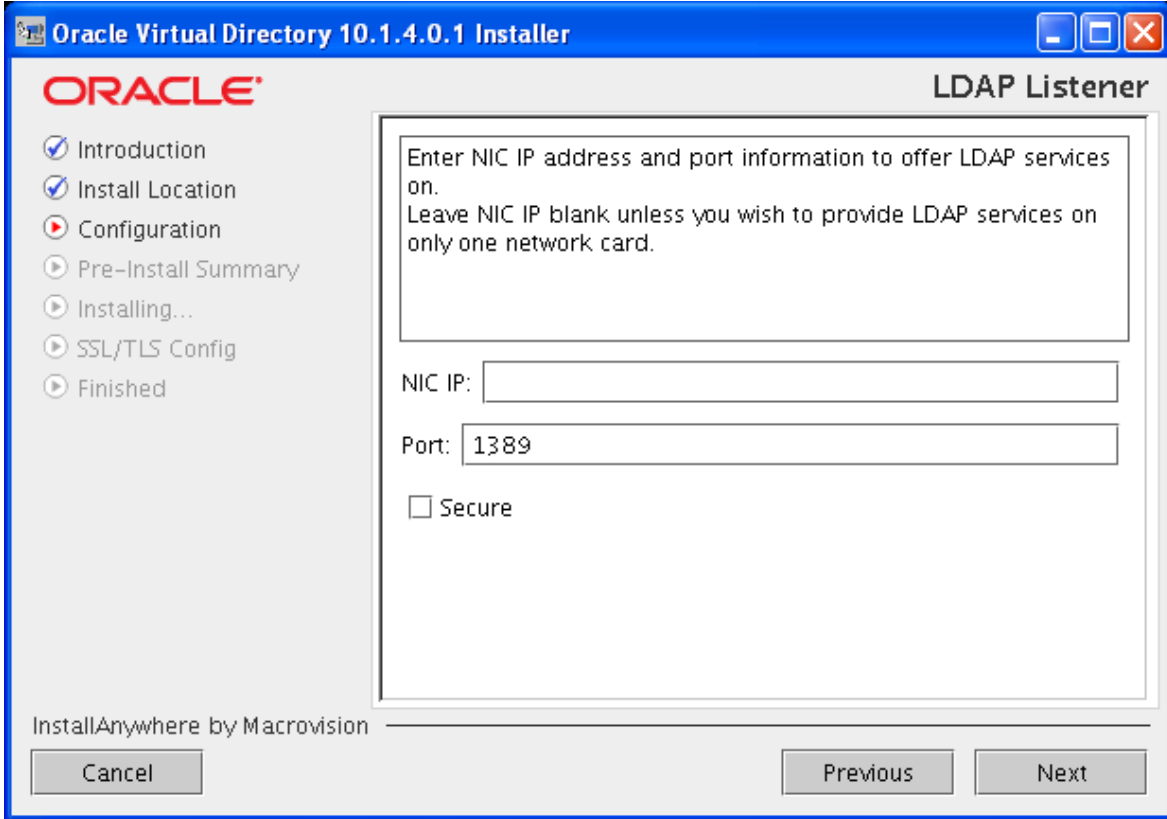 Oracle Virtual Directory 10.1.4.0.1 Installer
ORACLE®
LDAP Listener
Introduction
Install Location
Configuration
Pre-Install Summary
Installing...
SSL/TLS Config
Finished
Enter NIC IP address and port information to offer LDAP services
on.
Leave NIC IP blank unless you wish to provide LDAP services on
only one network card.
NIC IP:
Port: 1389
Secure
InstallAnywhere by Macrovision
Cancel
Previous
Next